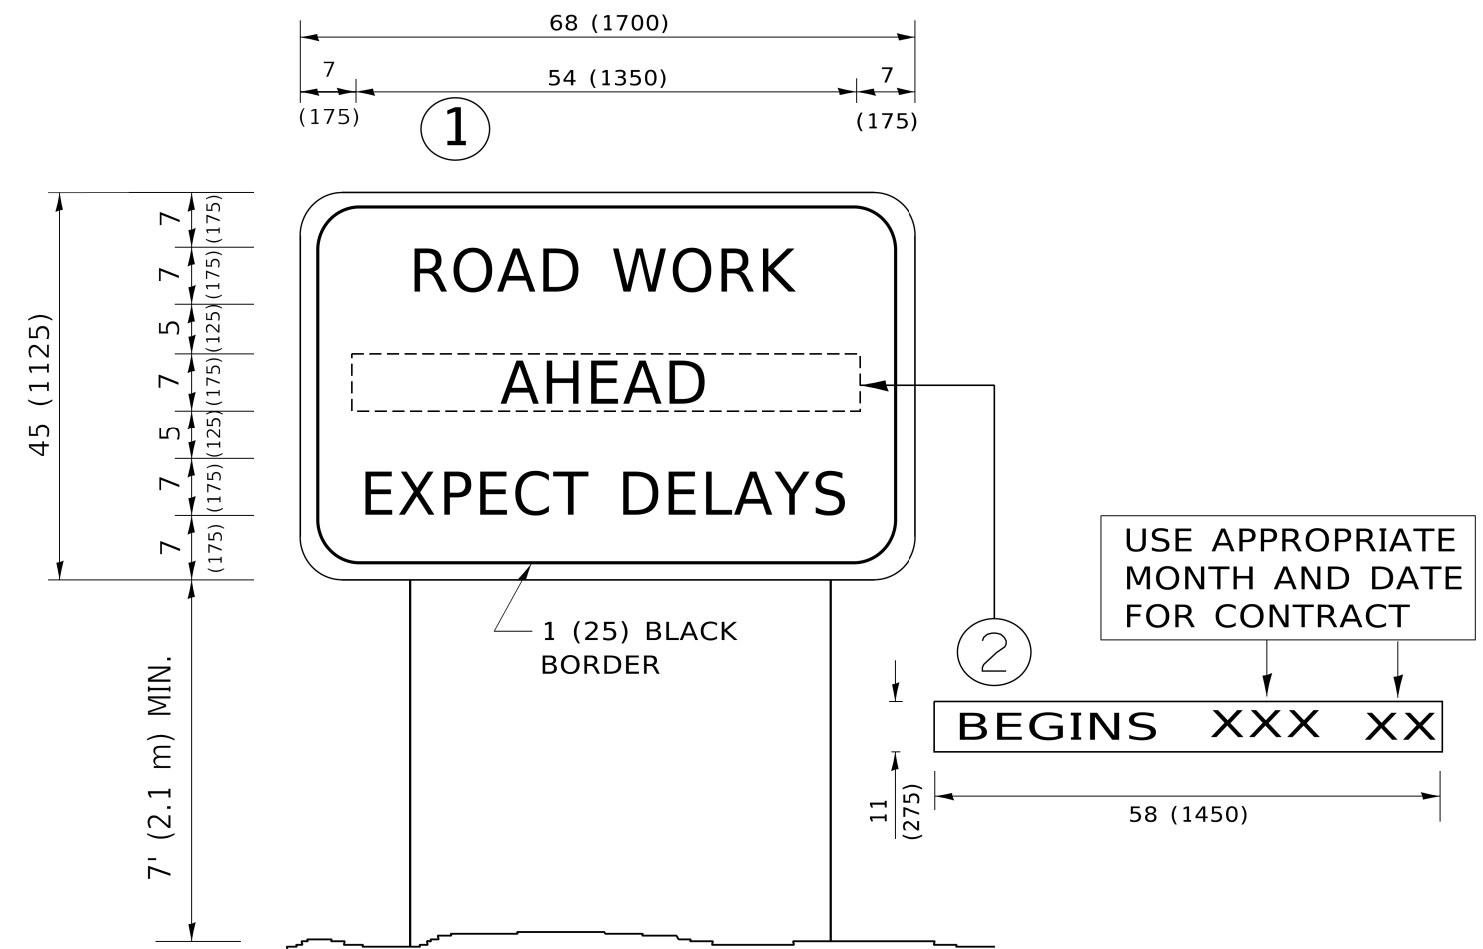 68 (1700)
7
54 (1350)
7
(175)
(175)
1
45 (1125)
7
(175)
7
(175)
5
(125)
7
(175)
5
(125)
7
(175)
7
(175)
ROAD WORK
AHEAD
EXPECT DELAYS
1 (25) BLACK
BORDER
7' (2.1 m) MIN.
USE APPROPRIATE
MONTH AND DATE
FOR CONTRACT
2
BEGINS XXX XX
11
(275)
58 (1450)